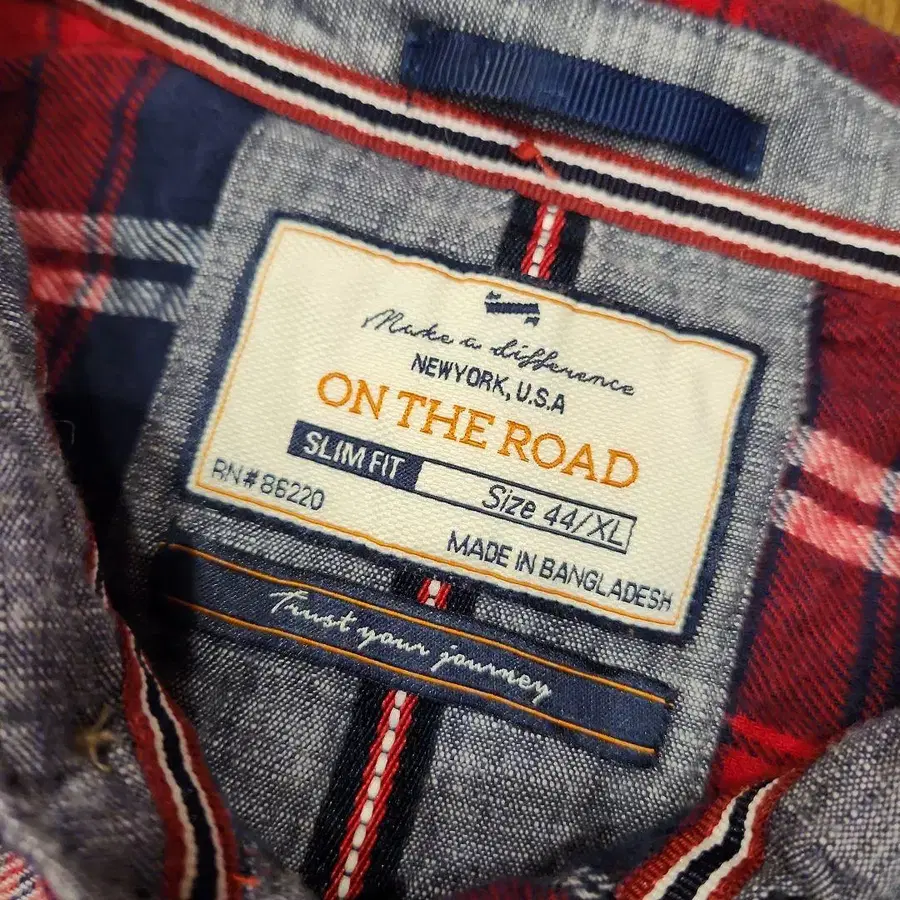 Make a difference
NEWYORK, U.S.A
ON THE ROAD
SLIM FIT Size 44/XL
RN# 86220
MADE IN BANGLADESH
Trust your journey